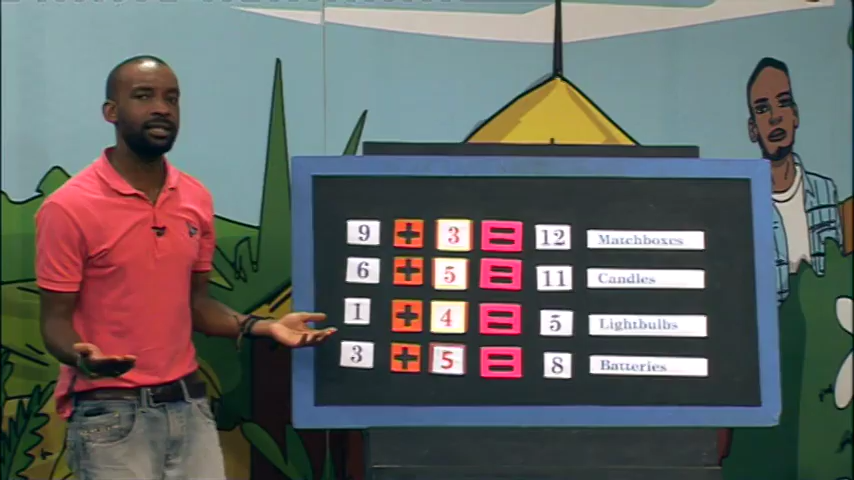 9 + 3 = 12 Matchboxes
6 + 5 = 11 Candles
1 + 4 = 5 Lightbulbs
3 + 5 = 8 Batteries